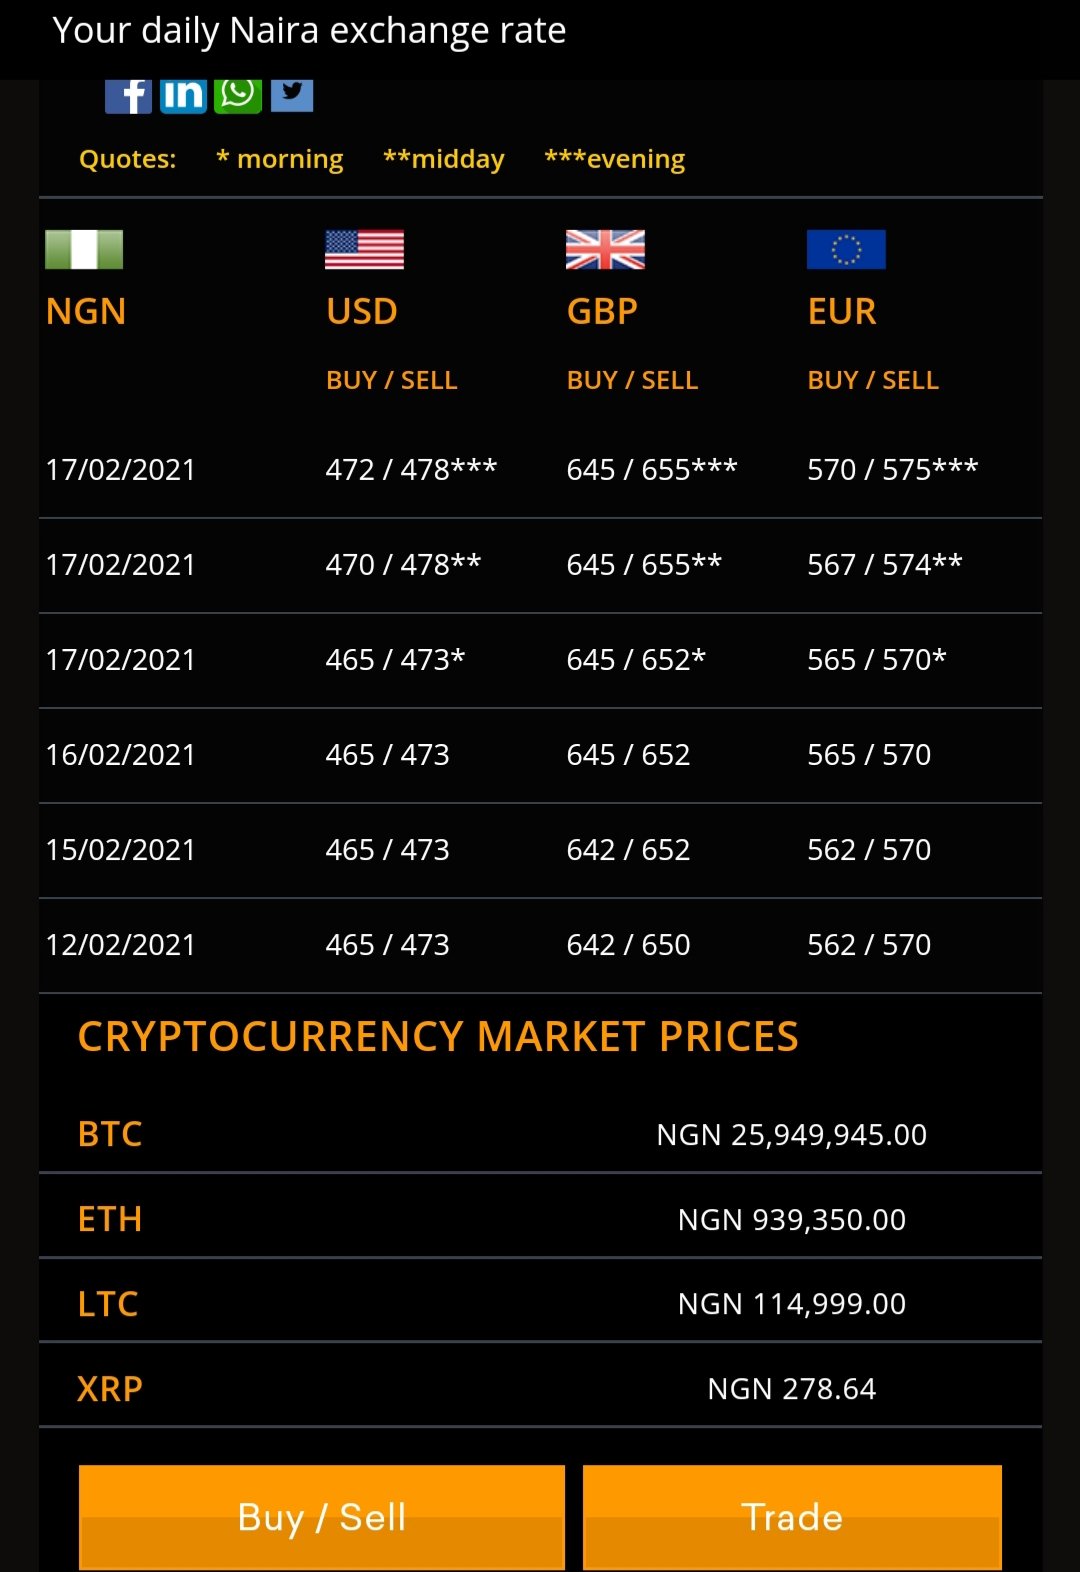 Your daily Naira exchange rate
f in
Quotes: * morning **midday ***evening
NGN USD GBP EUR
BUY / SELL BUY / SELL BUY / SELL
17/02/2021 472 / 478*** 645 / 655*** 570 / 575***
17/02/2021 470 / 478** 645 / 655** 567 / 574**
17/02/2021 465 / 473* 645 / 652* 565 / 570*
16/02/2021 465 / 473 645 / 652 565 / 570
15/02/2021 465 / 473 642 / 652 562 / 570
12/02/2021 465 / 473 642 / 650 562 / 570
CRYPTOCURRENCY MARKET PRICES
BTC NGN 25,949,945.00
ETH NGN 939,350.00
LTC NGN 114,999.00
XRP NGN 278.64
Buy / Sell Trade